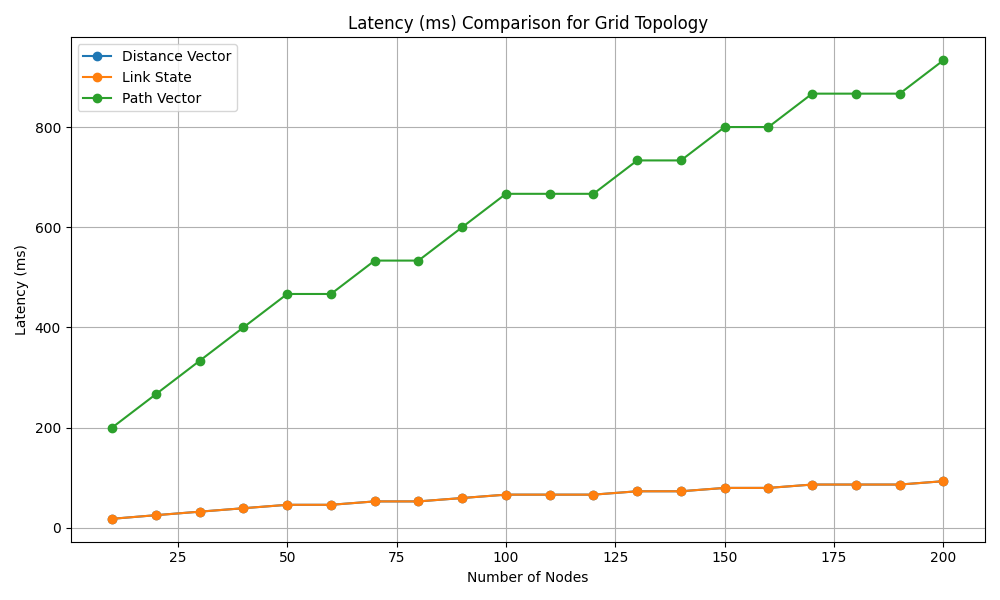 Latency (ms) Comparison for Grid Topology
Distance Vector
Link State
Path Vector
Latency (ms)
800
600
400
200
0
25 50 75 100 125 150 175 200
Number of Nodes